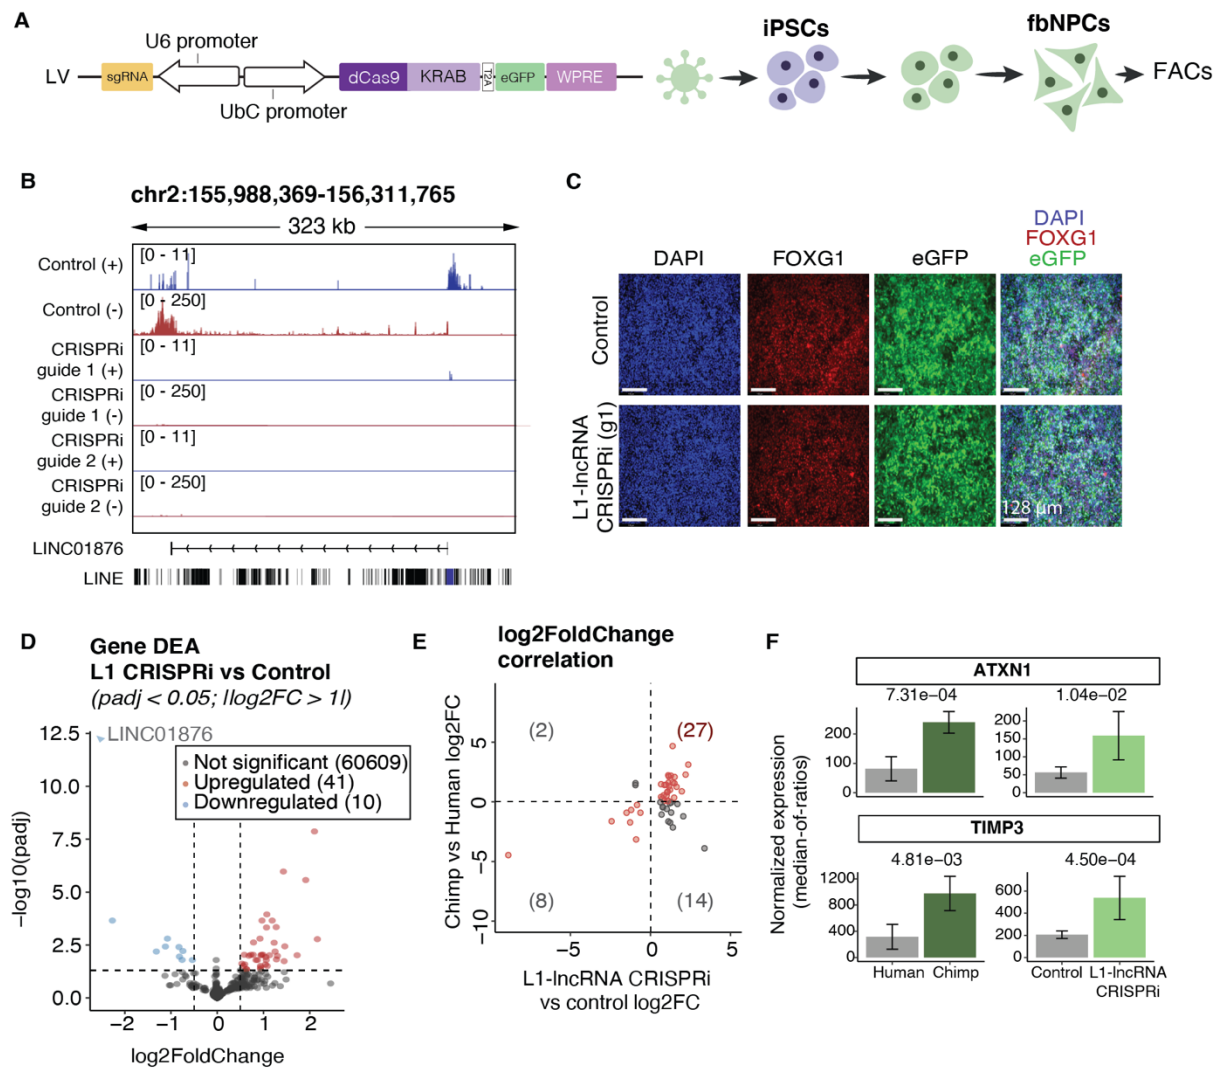 A
LV
sgRNA
U6 promoter
UbC promoter
dCas9
KRAB
T2A
eGFP
WPRE
iPSCs
fbNPCs
FACs
B
chr2:155,988,369-156,311,765
323 kb
Control (+)
[0 - 11]
Control (-)
[0 - 250]
CRISPRi
guide 1 (+)
[0 - 11]
CRISPRi
guide 1 (-)
[0 - 250]
CRISPRi
guide 2 (+)
[0 - 11]
CRISPRi
guide 2 (-)
[0 - 250]
LINC01876
LINE
C
DAPI
FOXG1
eGFP
DAPI
FOXG1
eGFP
Control
L1-lncRNA
CRISPRi (g1)
128 μm
D
Gene DEA
L1 CRISPRi vs Control
(padj < 0.05; |log2FC > 1|)
LINC01876
Not significant (60609)
Upregulated (41)
Downregulated (10)
−log10(padj)
12.5
10.0
7.5
5.0
2.5
0.0
−2
−1
0
1
2
log2FoldChange
E
log2FoldChange
correlation
Chimp vs Human log2FC
(2)
(27)
(8)
(14)
5
0
−5
−10
−5
0
5
L1-lncRNA CRISPRi
vs control log2FC
F
Normalized expression
(median-of-ratios)
ATXN1
7.31e−04
1.04e−02
200
100
0
200
150
100
50
0
TIMP3
4.81e−03
4.50e−04
1200
800
400
0
600
400
200
0
Human
Chimp
Control
L1-lncRNA
CRISPRi